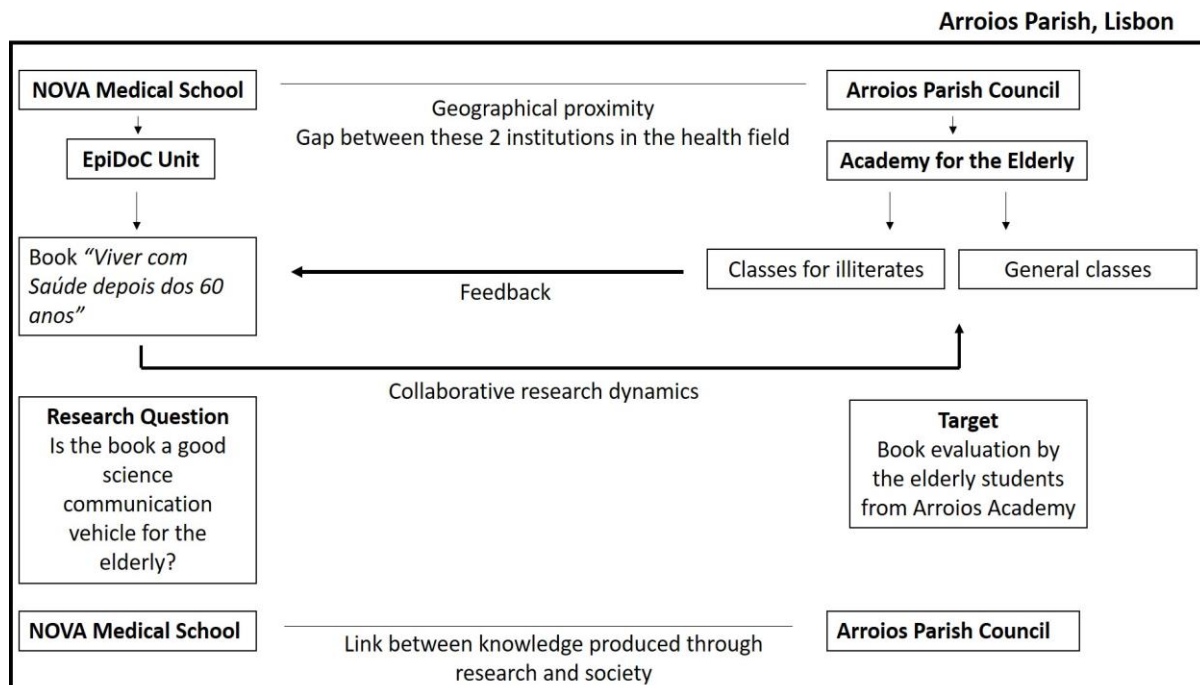 Arroios Parish, Lisbon
NOVA Medical School
Geographical proximity
Gap between these 2 institutions in the health field
Arroios Parish Council
EpiDoC Unit
Academy for the Elderly
Book “Viver com
Saúde depois dos 60
anos”
Feedback
Classes for illiterates
General classes
Collaborative research dynamics
Research Question
Is the book a good
science
communication
vehicle for the
elderly?
Target
Book evaluation by
the elderly students
from Arroios Academy
NOVA Medical School
Link between knowledge produced through
research and society
Arroios Parish Council